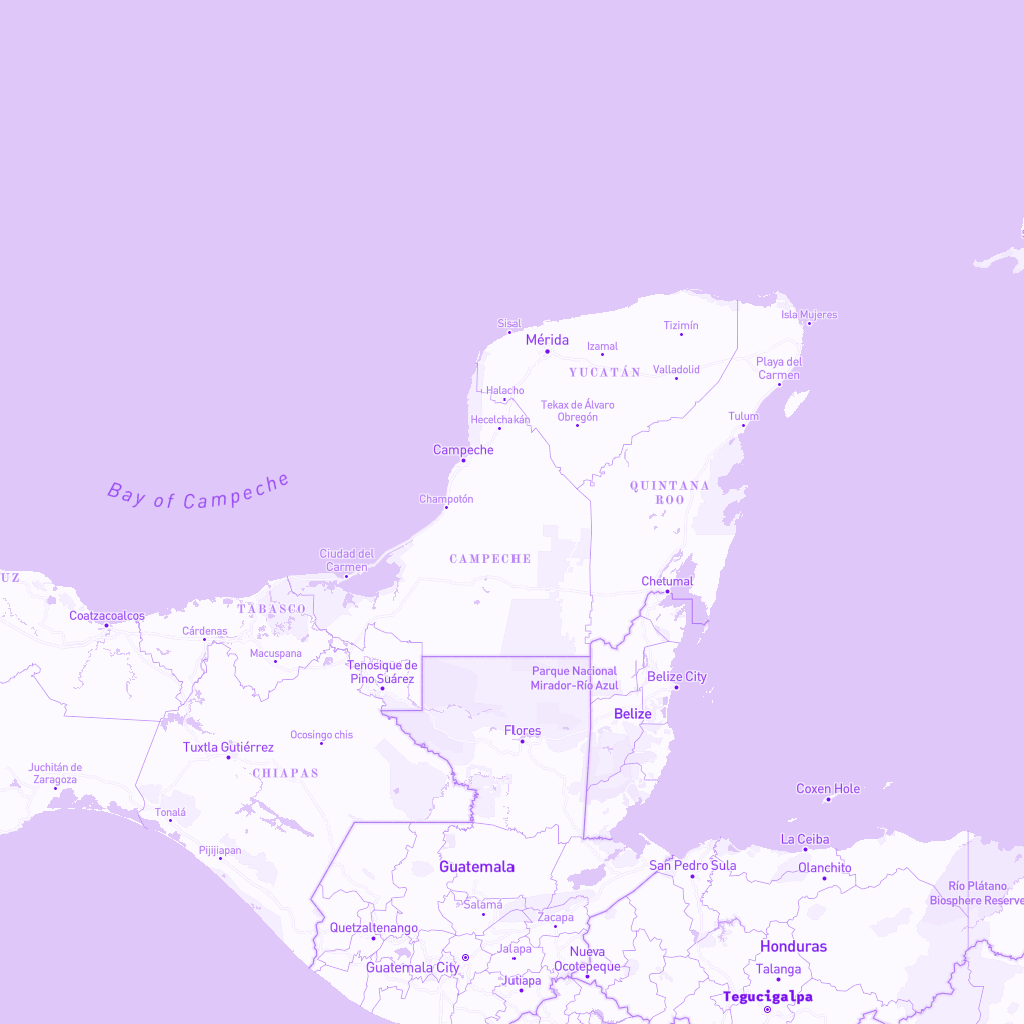 Sisal
Isla Mujeres
Tizimín
Mérida
Izamal
Playa del
Carmen
YUCATÁN
Valladolid
Halacho
Tekax de Álvaro
Obregón
Tulum
Hecelchakán
Campeche
Bay of Campeche
QUINTANA
ROO
Champotón
Ciudad del
Carmen
CAMPECHE
UZ
Chetumal
TABASCO
Coatzacoalcos
Cárdenas
Macuspana
Tenosique de
Pino Suárez
Parque Nacional
Mirador-Río Azul
Belize City
Belize
Flores
Ocosingo chis
Tuxtla Gutiérrez
CHIAPAS
Juchitán de
Zaragoza
Coxen Hole
Tonalá
La Ceiba
Pijijiapan
Guatemala
San Pedro Sula
Olanchito
Río Plátano
Biosphere Reserve
Salamá
Zacapa
Quetzaltenango
Jalapa
Honduras
Nueva
Ocotepeque
Guatemala City
Talanga
Jutiapa
Tegucigalpa